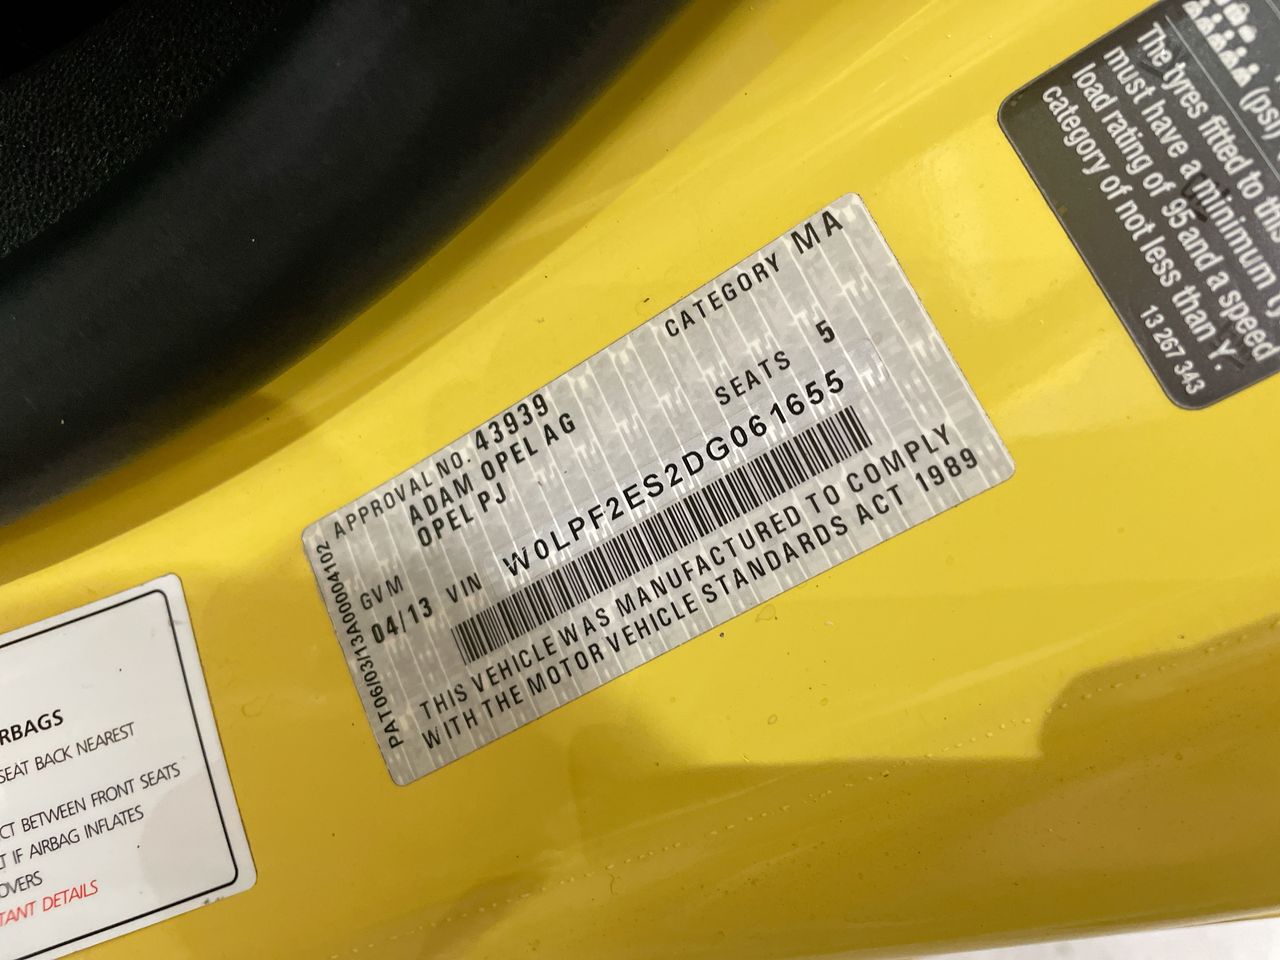 APPROVAL NO. 43939 CATEGORY MA
ADAM OPEL AG
OPEL PJ SEATS 5
GVM
04/13 VIN W0LPF2ES2DG061655
THIS VEHICLE WAS MANUFACTURED TO COMPLY
WITH THE MOTOR VEHICLE STANDARDS ACT 1989
PAT06/03/13A00004102
(psi)
The tyres fitted to this
must have a minimum
load rating of 95 and a speed
category of not less than Y.
13 267 343
RBAGS
SEAT BACK NEAREST
CT BETWEEN FRONT SEATS
T IF AIRBAG INFLATES
OVERS
TANT DETAILS